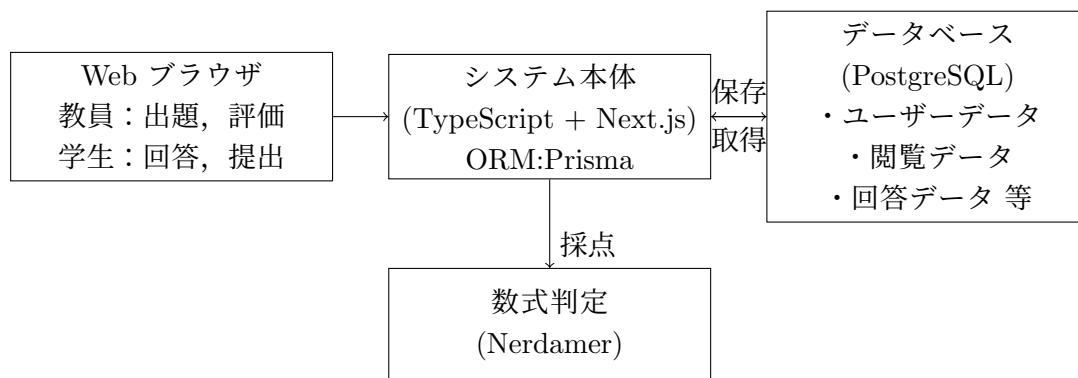 Web ブラウザ
教員：出題，評価
学生：回答，提出
システム本体
(TypeScript + Next.js)
ORM:Prisma
保存
取得
データベース
(PostgreSQL)
・ユーザーデータ
・閲覧データ
・回答データ 等
採点
数式判定
(Nerdamer)